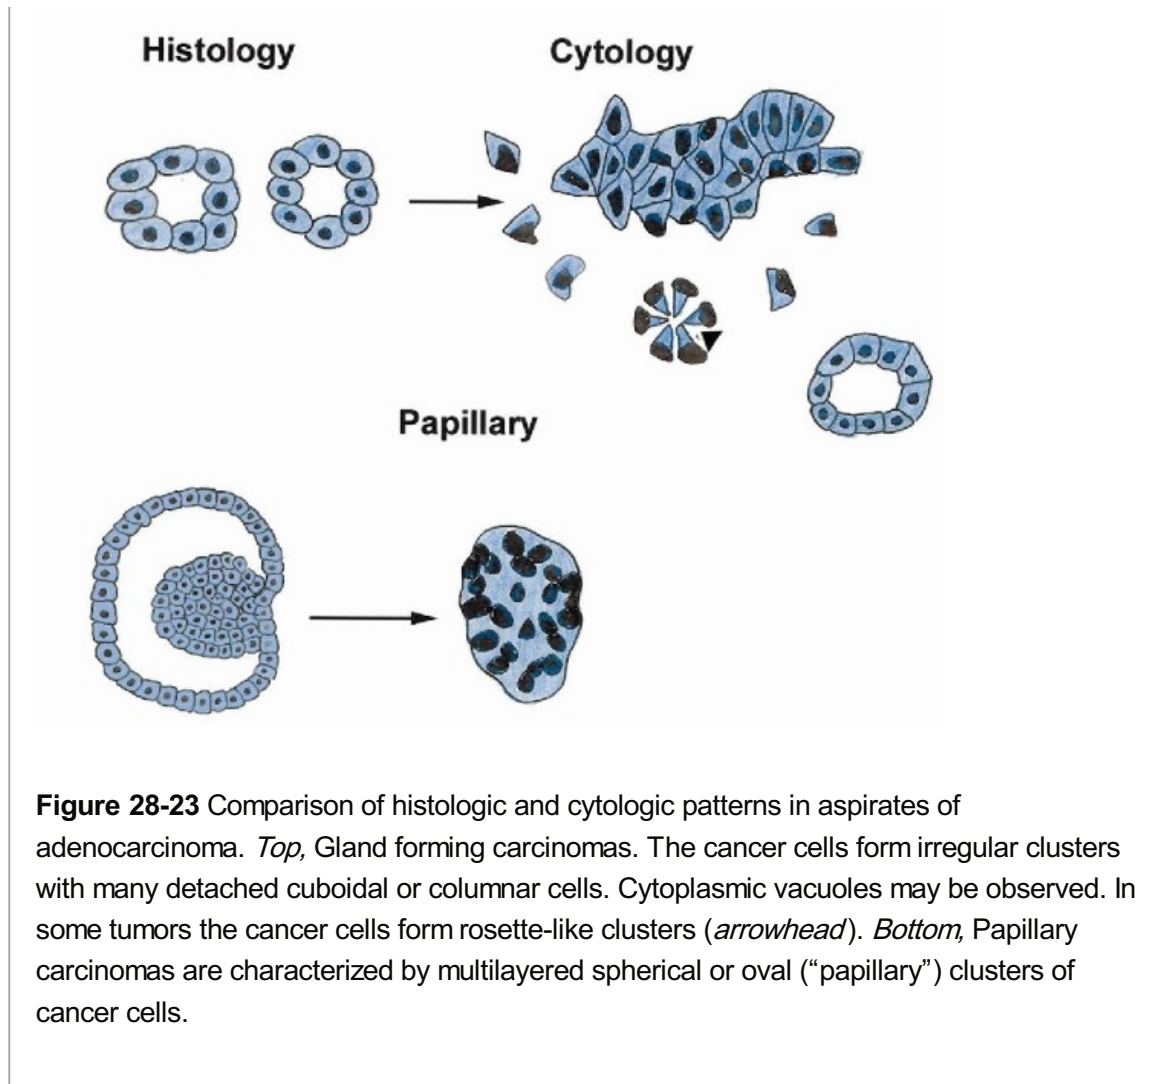 Histology
Cytology
Papillary
Figure 28-23 Comparison of histologic and cytologic patterns in aspirates of
adenocarcinoma. Top, Gland forming carcinomas. The cancer cells form irregular clusters
with many detached cuboidal or columnar cells. Cytoplasmic vacuoles may be observed. In
some tumors the cancer cells form rosette-like clusters (arrowhead). Bottom, Papillary
carcinomas are characterized by multilayered spherical or oval (“papillary”) clusters of
cancer cells.